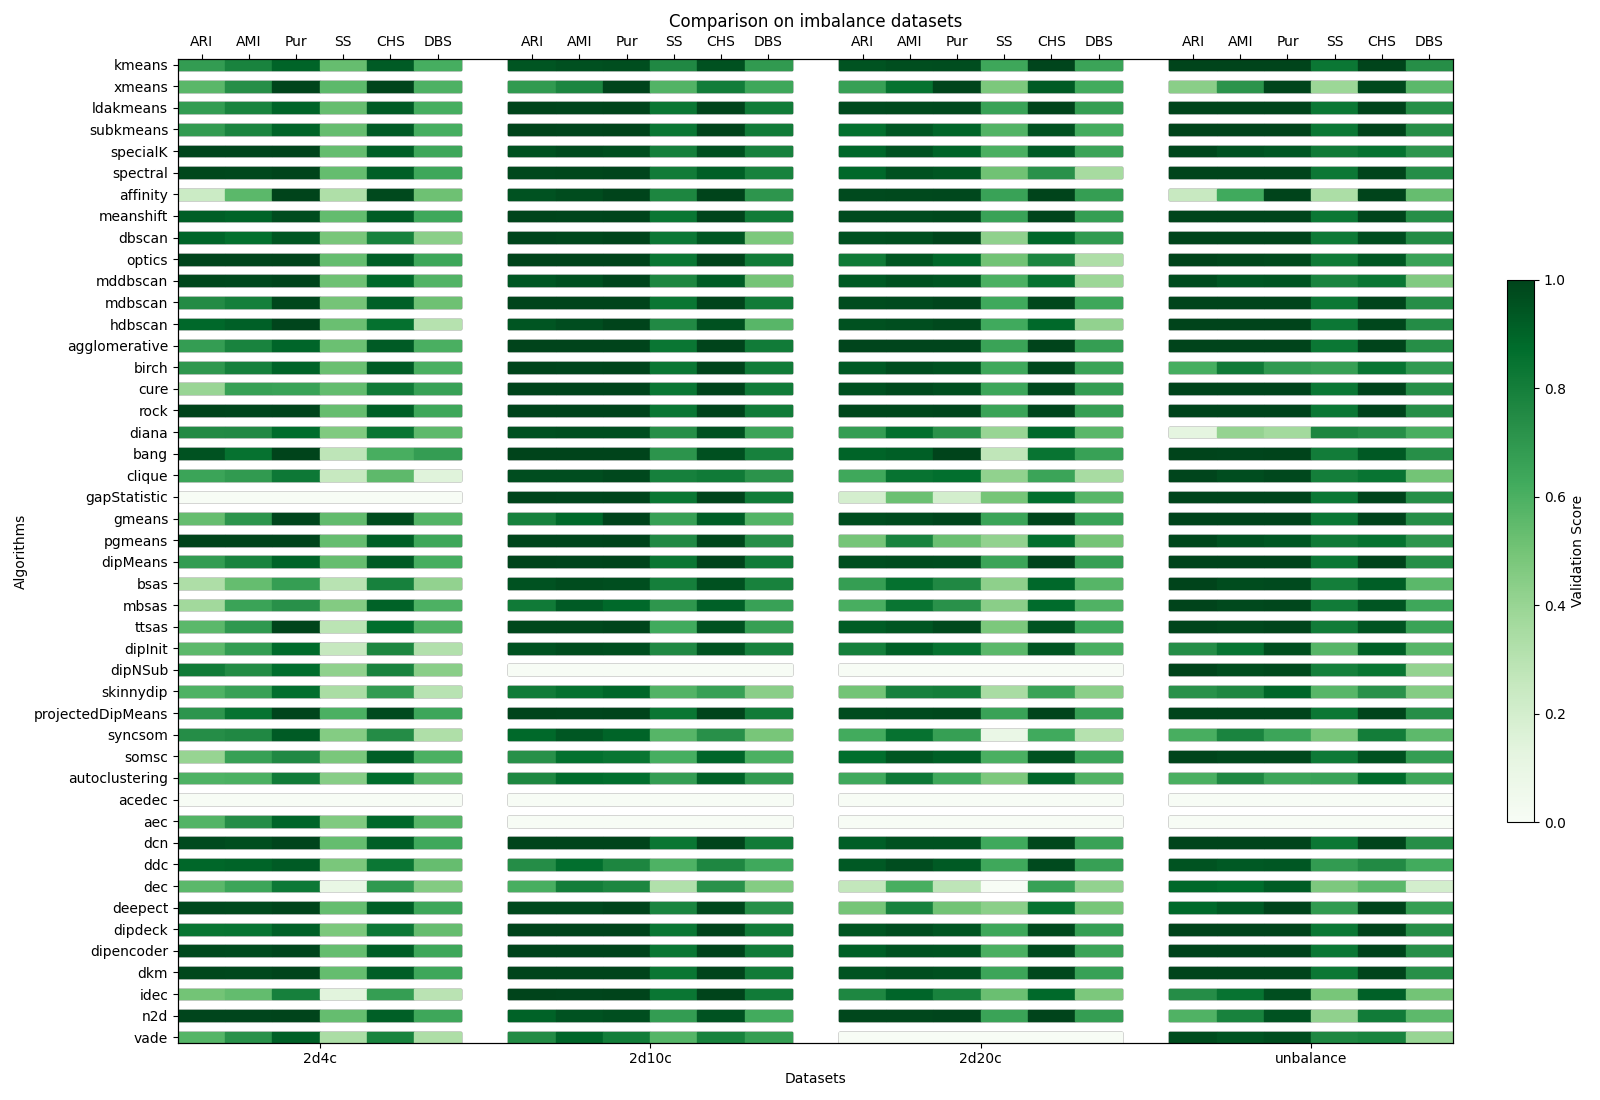 Comparison on imbalance datasets
ARI AMI Pur SS CHS DBS ARI AMI Pur SS CHS DBS ARI AMI Pur SS CHS DBS ARI AMI Pur SS CHS DBS
kmeans
xmeans
ldakmeans
subkmeans
specialK
spectral
affinity
meanshift
dbscan
optics
mddbscan
mdbscan
hdbscan
agglomerative
birch
cure
rock
diana
bang
clique
gapStatistic
gmeans
pgmeans
dipMeans
bsas
mbsas
ttsas
dipInit
dipNSub
skinnydip
projectedDipMeans
syncsom
somsc
autoclustering
acedec
aec
dcn
ddc
dec
deepect
dipdeck
dipencoder
dkm
idec
n2d
vade
Algorithms
2d4c 2d10c 2d20c unbalance
Datasets
1.0
0.8
0.6
0.4
0.2
0.0
Validation Score